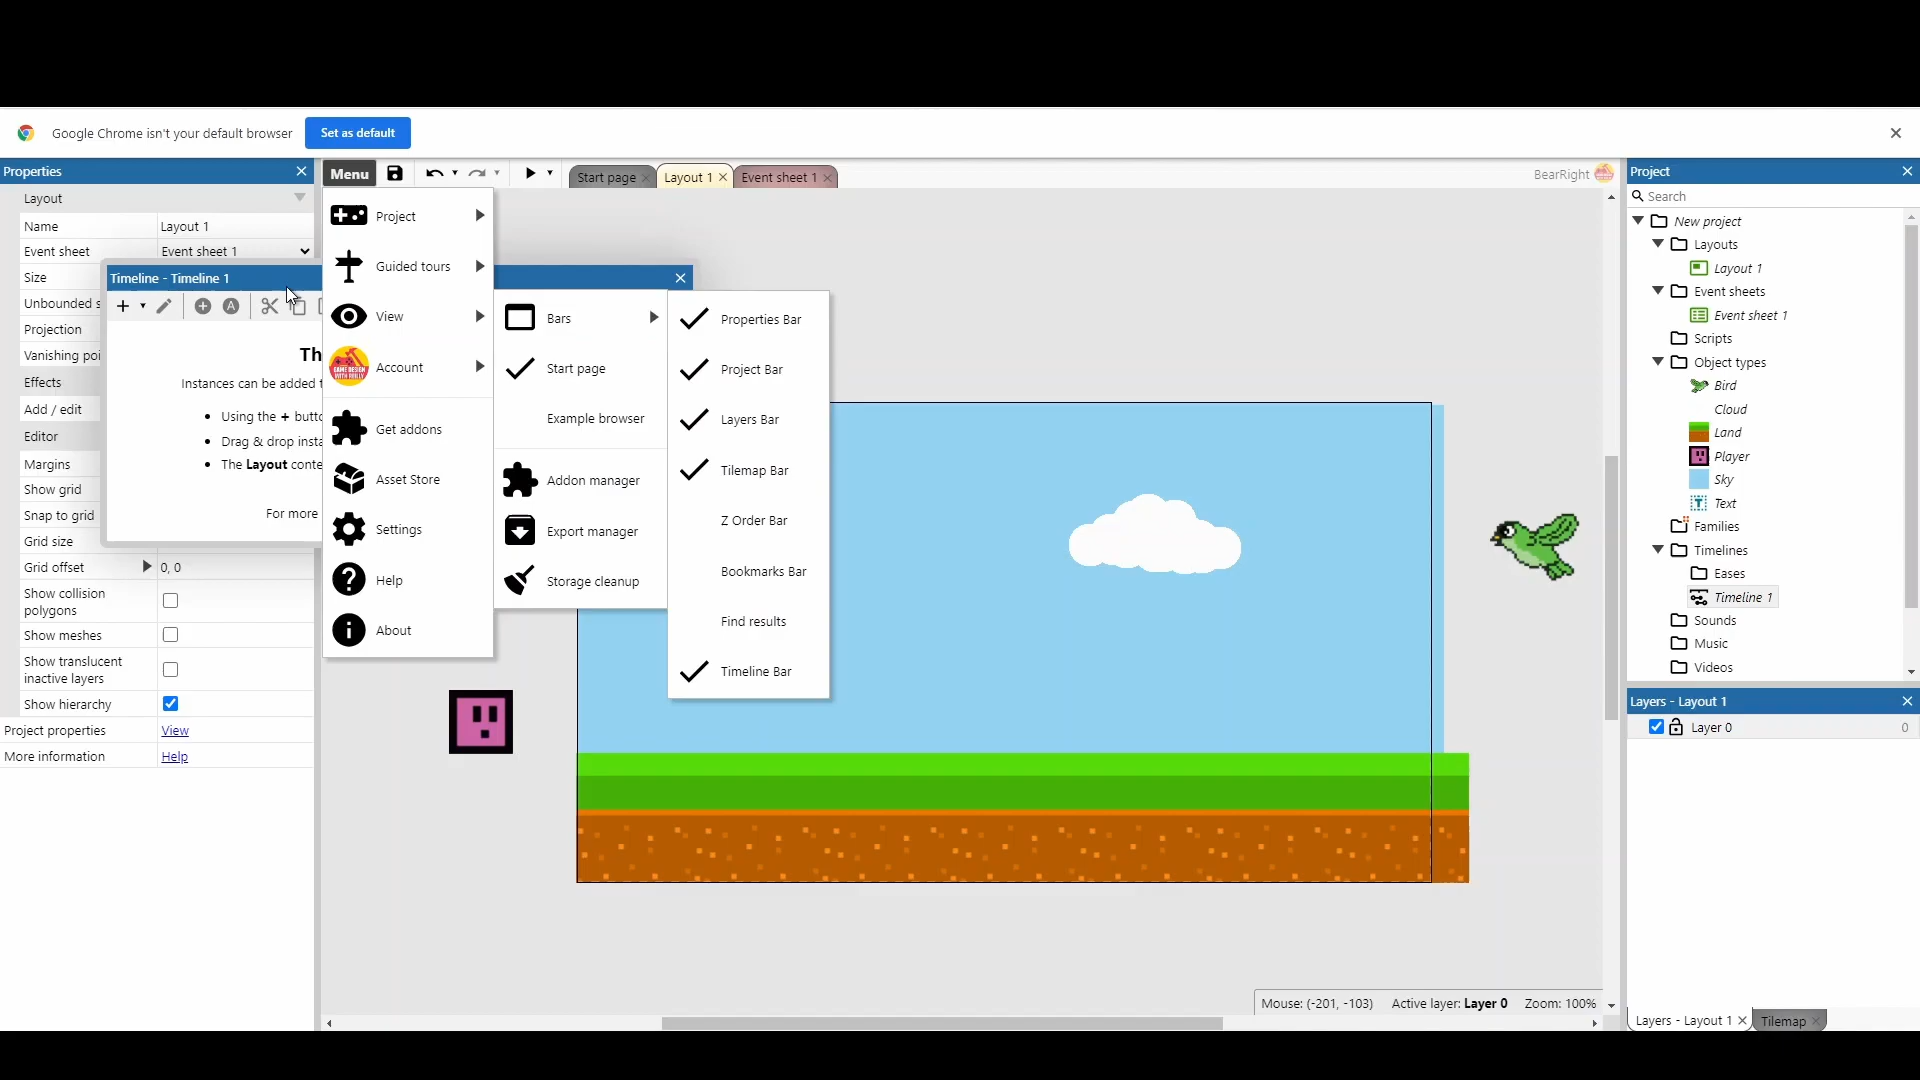 Google Chrome isn't your default browser
Set as default
Properties
Layout
Name
Layout 1
Event sheet
Event sheet 1
Size
Unbounded s
Projection
Vanishing poi
Effects
Add / edit
Editor
Margins
Show grid
Snap to grid
Grid size
Grid offset
0, 0
Show collision
polygons
Show meshes
Show translucent
inactive layers
Show hierarchy
Project properties
View
More information
Help
Timeline - Timeline 1
A
Th
Instances can be added t
• Using the + butto
• Drag & drop insta
• The Layout conte
For more
Menu
Start page
Layout 1
Event sheet 1
BearRight
Project
Guided tours
View
Account
Get addons
Asset Store
Settings
Help
About
Bars
Start page
Example browser
Addon manager
Export manager
Storage cleanup
Properties Bar
Project Bar
Layers Bar
Tilemap Bar
Z Order Bar
Bookmarks Bar
Find results
Timeline Bar
Mouse: (-201, -103)
Active layer: Layer 0
Zoom: 100%
Project
Search
New project
Layouts
Layout 1
Event sheets
Event sheet 1
Scripts
Object types
Bird
Cloud
Land
Player
Sky
Text
Families
Timelines
Eases
Timeline 1
Sounds
Music
Videos
Layers - Layout 1
Layer 0
0
Layers - Layout 1
Tilemap